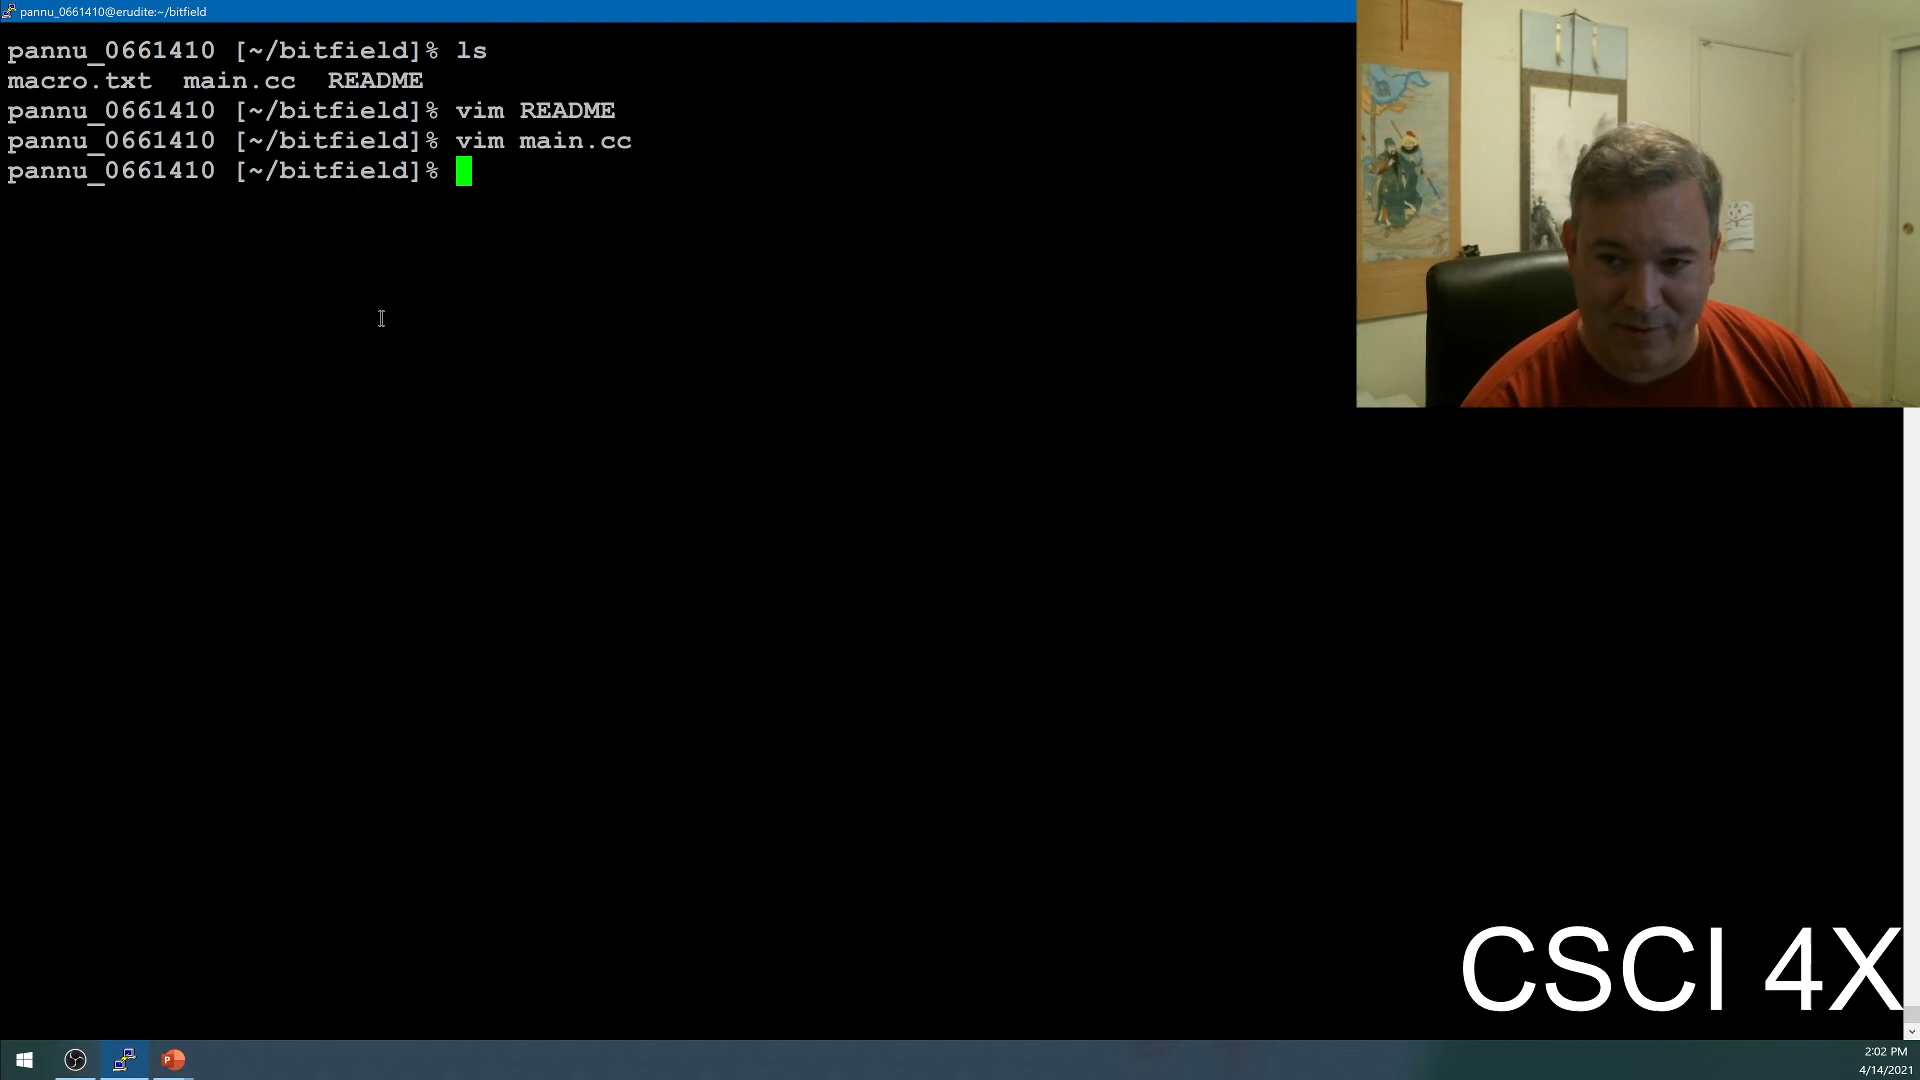 pannu_0661410@erudite:~/bitfield
pannu_0661410 [~/bitfield]% ls
macro.txt  main.cc  README
pannu_0661410 [~/bitfield]% vim README
pannu_0661410 [~/bitfield]% vim main.cc
pannu_0661410 [~/bitfield]%
CSCI 4X
2:02 PM
4/14/2021